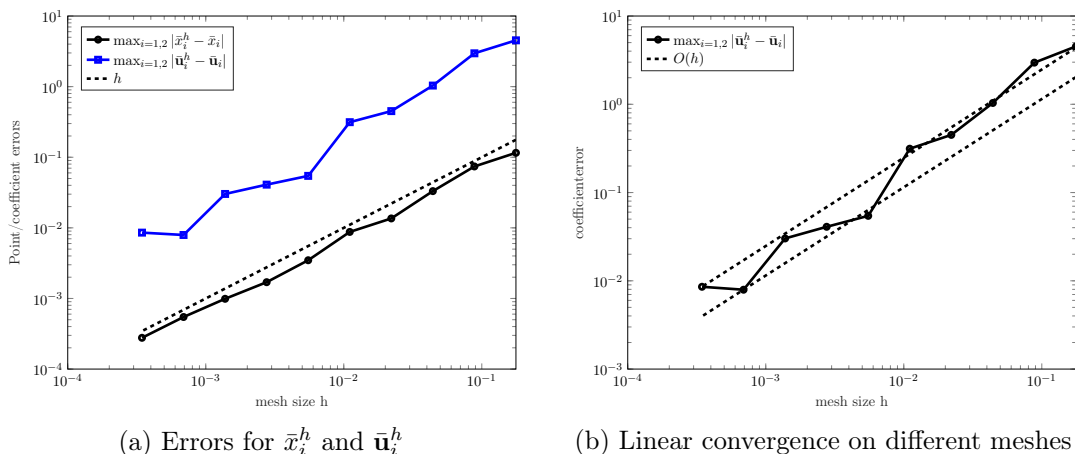 max_{i=1,2} |x̄_i^h − x̄_i|
max_{i=1,2} |ū_i^h − ū_i|
h
10^1
10^0
10^−1
10^−2
10^−3
10^−4
Point/coefficient errors
10^−4
10^−3
10^−2
10^−1
mesh size h
(a) Errors for x̄_i^h and ū_i^h
max_{i=1,2} |ū_i^h − ū_i|
O(h)
10^1
10^0
10^−1
10^−2
10^−3
coefficienterror
10^−4
10^−3
10^−2
10^−1
mesh size h
(b) Linear convergence on different meshes